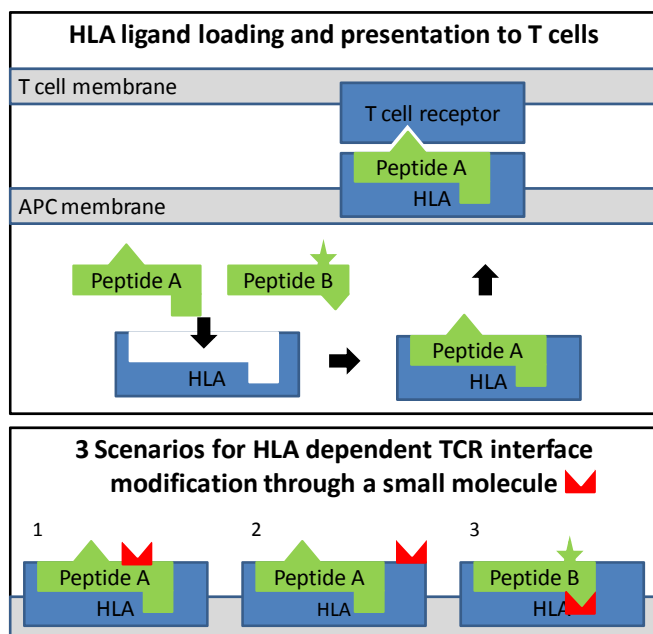 HLA ligand loading and presentation to T cells
T cell membrane
T cell receptor
Peptide A
HLA
APC membrane
Peptide A
Peptide B
HLA
Peptide A
HLA
3 Scenarios for HLA dependent TCR interface
modification through a small molecule
1
2
3
Peptide A
Peptide A
Peptide B
HLA
HLA
HLA